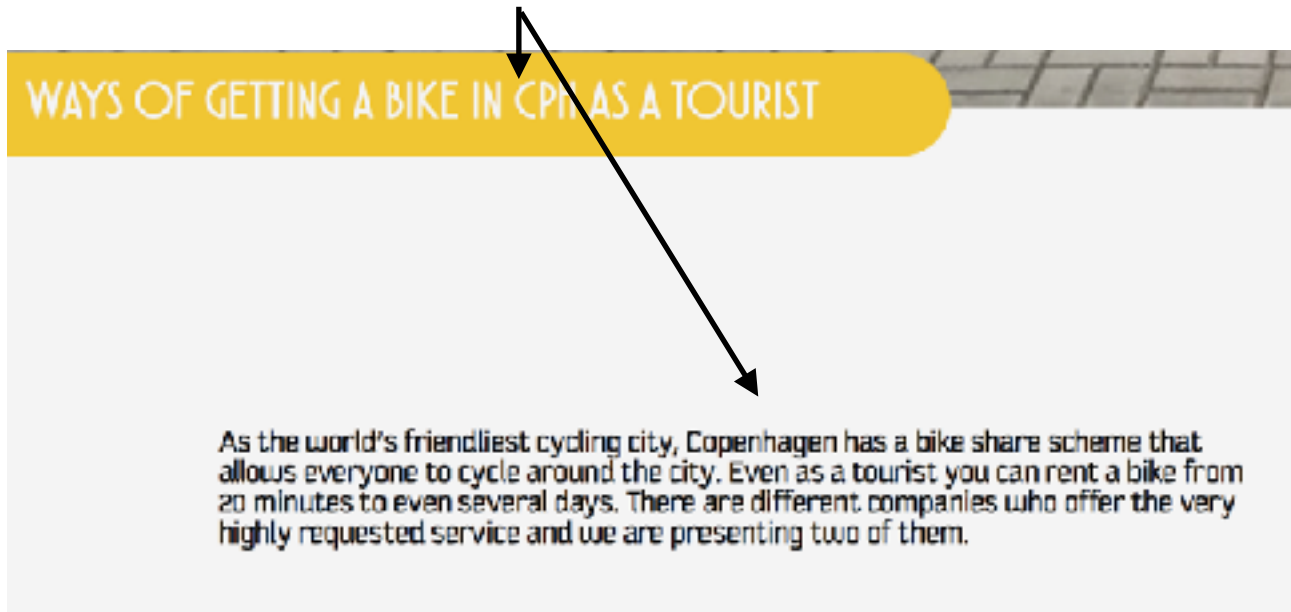 WAYS OF GETTING A BIKE IN CPH AS A TOURIST
As the world's friendliest cycling city, Copenhagen has a bike share scheme that
allows everyone to cycle around the city. Even as a tourist you can rent a bike from
20 minutes to even several days. There are different companies who offer the very
highly requested service and we are presenting two of them.